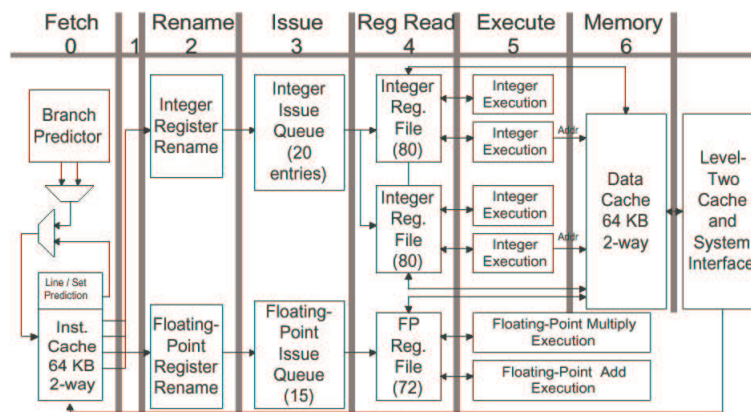 Fetch
0
1
Rename
2
Issue
3
Reg Read
4
Execute
5
Memory
6
Branch
Predictor
Line / Set
Prediction
Inst.
Cache
64 KB
2-way
Integer
Register
Rename
Floating-
Point
Register
Rename
Integer
Issue
Queue
(20
entries)
Floating-
Point
Issue
Queue
(15)
Integer
Reg.
File
(80)
Integer
Reg.
File
(80)
FP
Reg.
File
(72)
Integer
Execution
Integer
Execution
Addr
Integer
Execution
Integer
Execution
Addr
Floating-Point Multiply
Execution
Floating-Point Add
Execution
Data
Cache
64 KB
2-way
Level-
Two
Cache
and
System
Interface